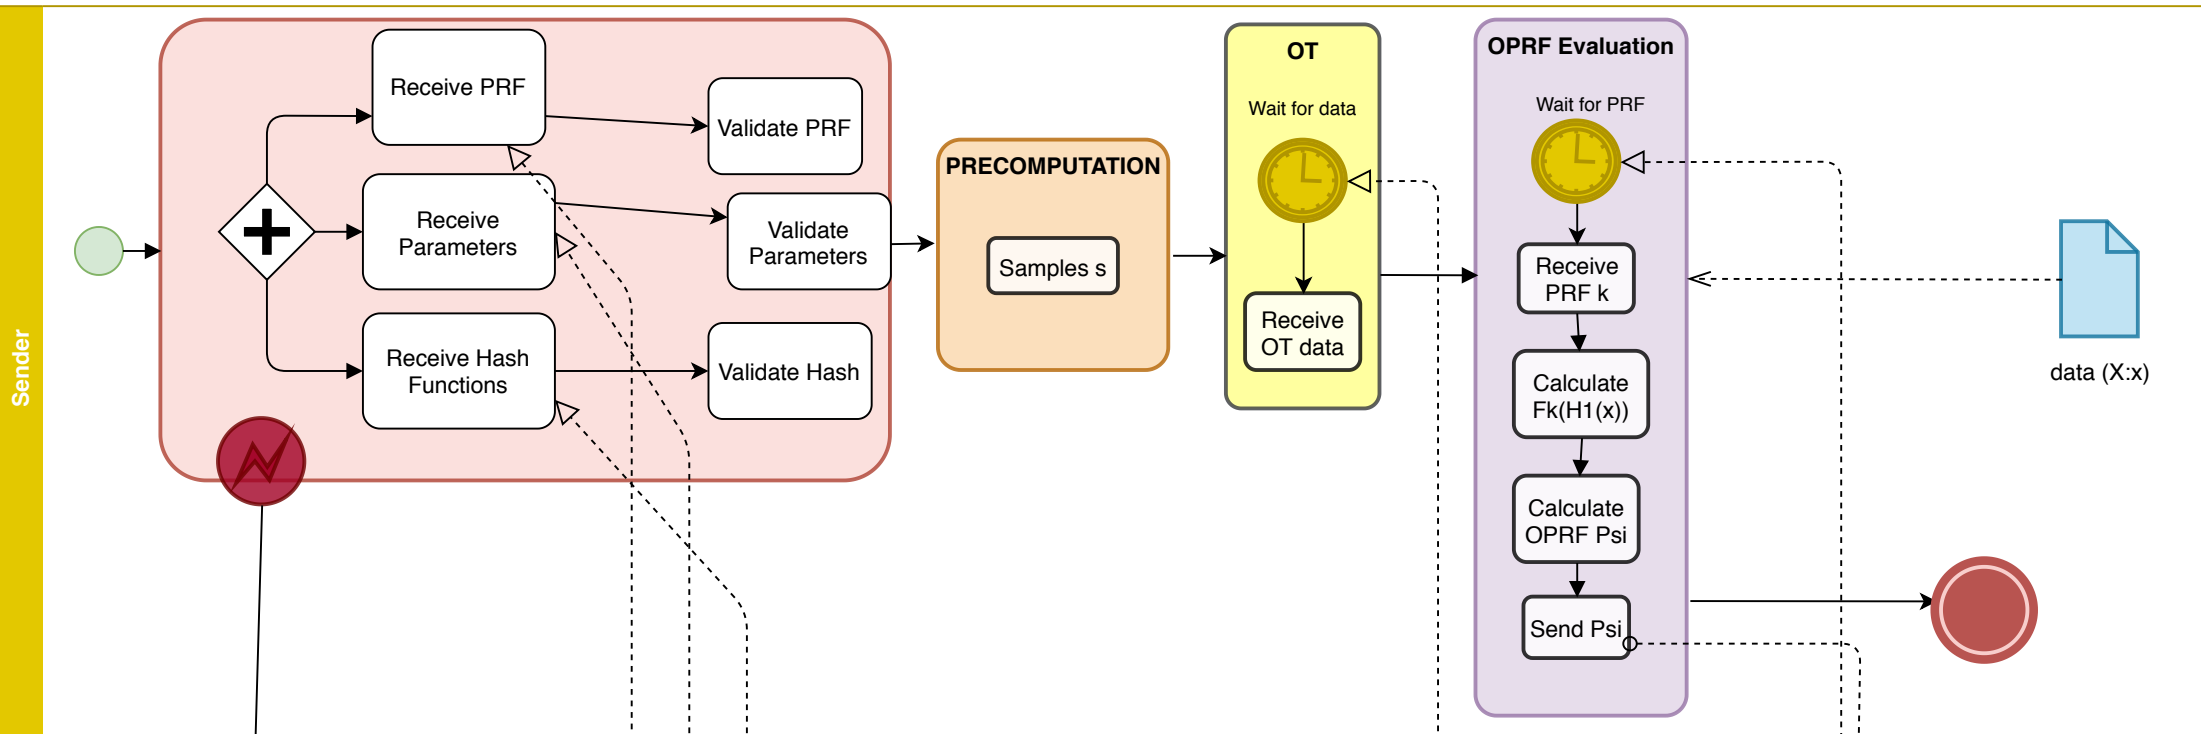 Sender
Receive PRF
Validate PRF
Receive
Parameters
Validate
Parameters
Receive Hash
Functions
Validate Hash
PRECOMPUTATION
Samples s
OT
Wait for data
Receive
OT data
OPRF Evaluation
Wait for PRF
Receive
PRF k
Calculate
Fk(H1(x))
Calculate
OPRF Psi
Send Psi
data (X:x)